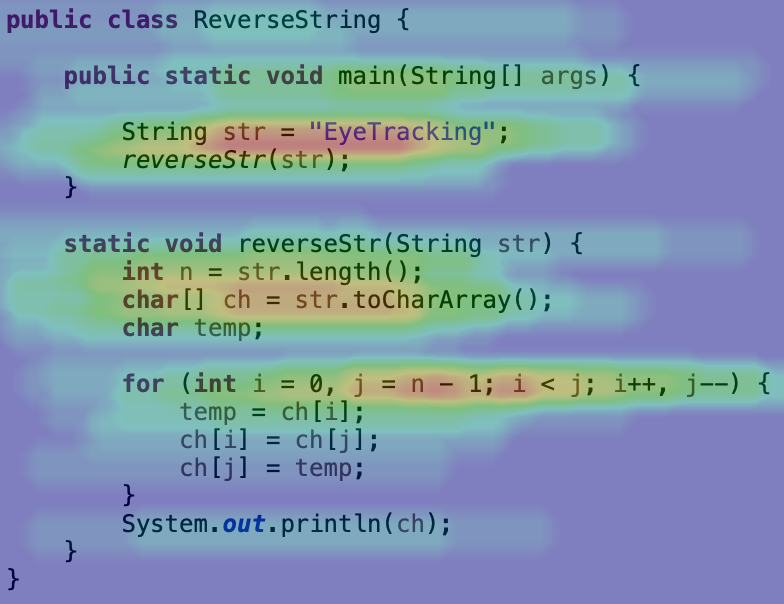 public class ReverseString {
public static void main(String[] args) {
String str = "EyeTracking";
reverseStr(str);
}
static void reverseStr(String str) {
int n = str.length();
char[] ch = str.toCharArray();
char temp;
for (int i = 0, j = n - 1; i < j; i++, j--) {
temp = ch[i];
ch[i] = ch[j];
ch[j] = temp;
}
System.out.println(ch);
}
}